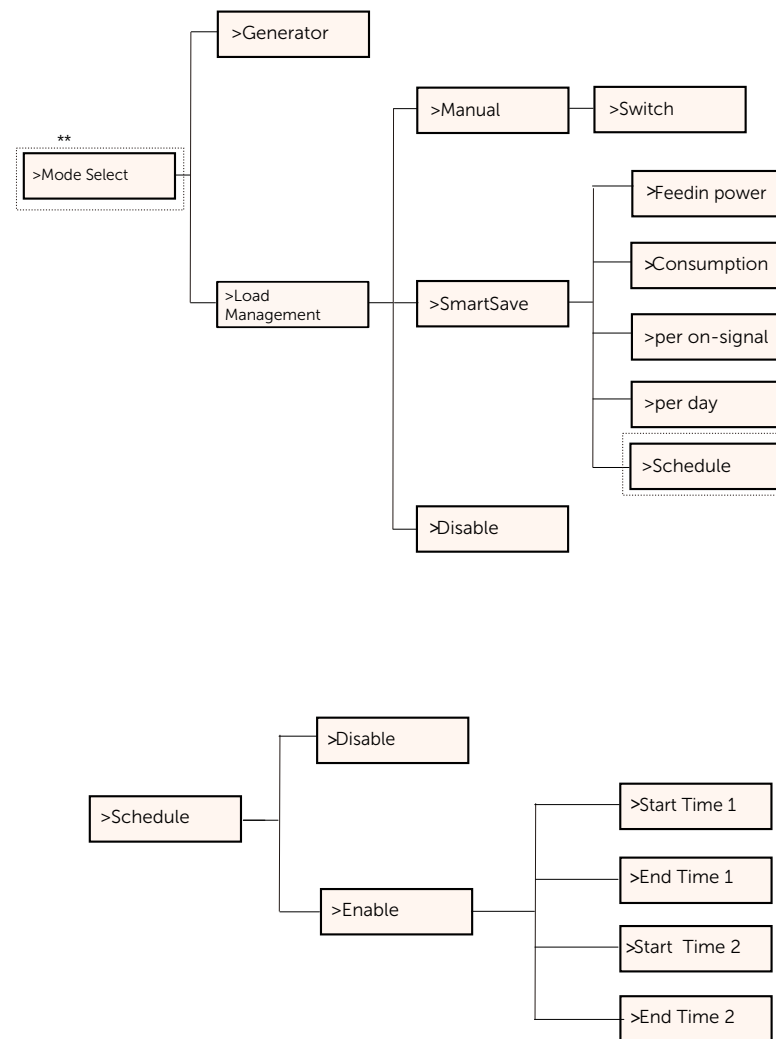 >Generator
>Manual
>Switch
**
>Mode Select
>Feedin power
>Consumption
>Load
Management
>SmartSave
>per on-signal
>per day
>Schedule
>Disable
>Disable
>Schedule
>Start Time 1
>End Time 1
>Enable
>Start  Time 2
>End Time 2